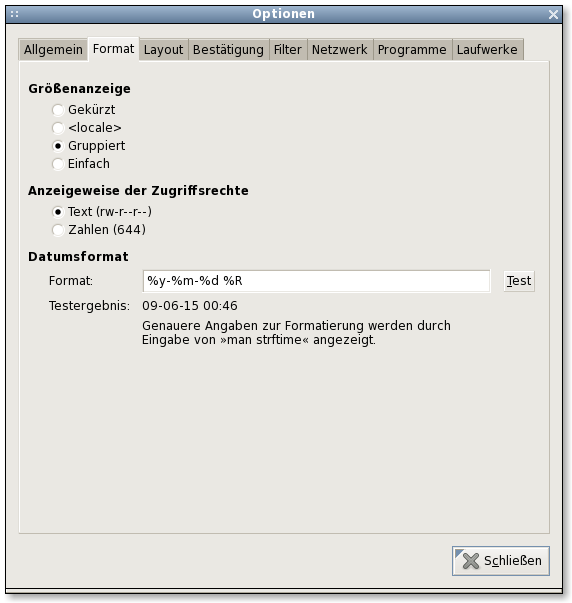 Optionen
Allgemein Format Layout Bestätigung Filter Netzwerk Programme Laufwerke
Größenanzeige
Gekürzt
<locale>
Gruppiert
Einfach
Anzeigeweise der Zugriffsrechte
Text (rw-r--r--)
Zahlen (644)
Datumsformat
Format: %y-%m-%d %R Test
Testergebnis: 09-06-15 00:46
Genauere Angaben zur Formatierung werden durch
Eingabe von »man strftime« angezeigt.
Schließen